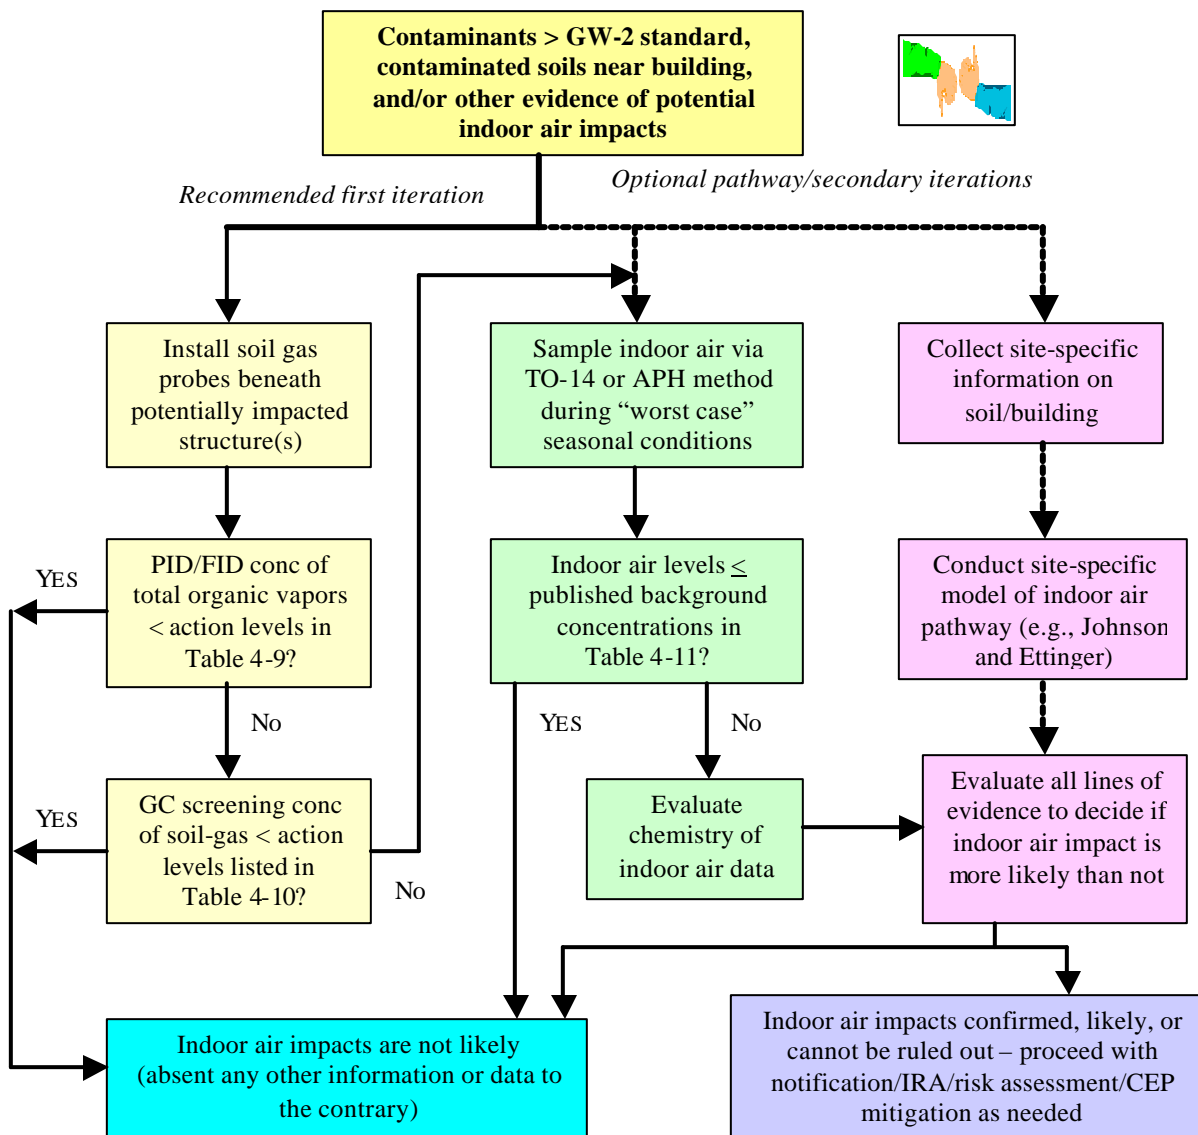 Contaminants > GW-2 standard,
contaminated soils near building,
and/or other evidence of potential
indoor air impacts
Recommended first iteration
Optional pathway/secondary iterations
Install soil gas
probes beneath
potentially impacted
structure(s)
Sample indoor air via
TO-14 or APH method
during “worst case”
seasonal conditions
Collect site-specific
information on
soil/building
YES
PID/FID conc of
total organic vapors
< action levels in
Table 4-9?
Indoor air levels ≤
published background
concentrations in
Table 4-11?
Conduct site-specific
model of indoor air
pathway (e.g., Johnson
and Ettinger)
No
YES
No
YES
GC screening conc
of soil-gas < action
levels listed in
Table 4-10?
No
Evaluate
chemistry of
indoor air data
Evaluate all lines of
evidence to decide if
indoor air impact is
more likely than not
Indoor air impacts are not likely
(absent any other information or data to
the contrary)
Indoor air impacts confirmed, likely, or
cannot be ruled out – proceed with
notification/IRA/risk assessment/CEP
mitigation as needed